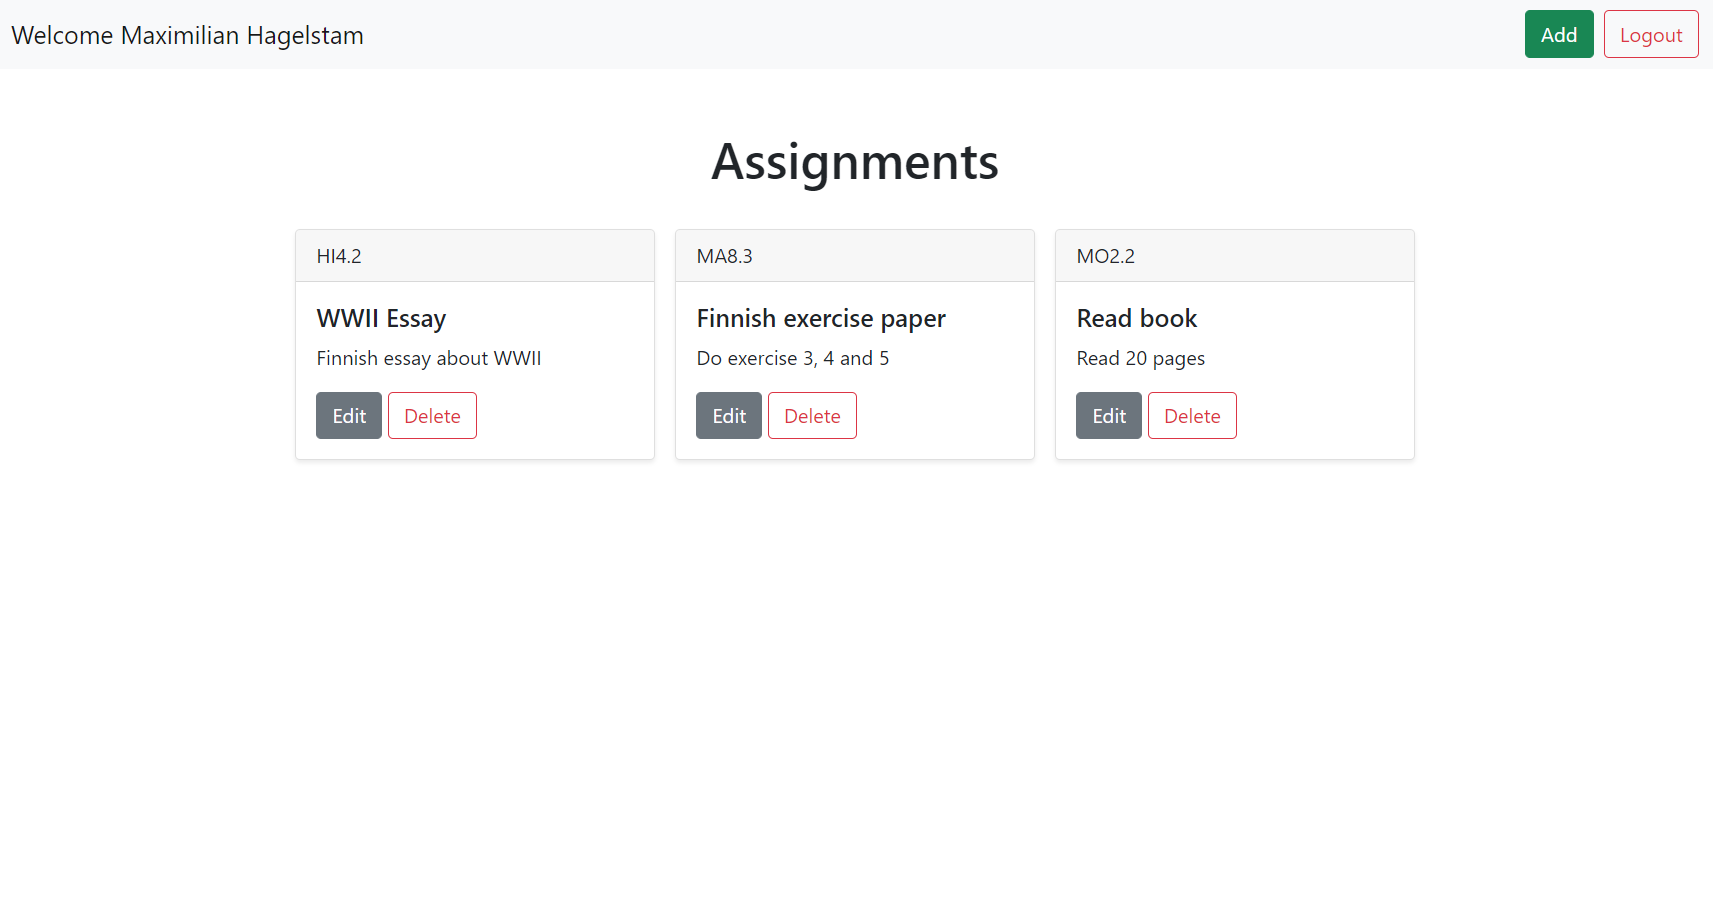 Welcome Maximilian Hagelstam
Add
Logout
Assignments
HI4.2
WWII Essay
Finnish essay about WWII
Edit
Delete
MA8.3
Finnish exercise paper
Do exercise 3, 4 and 5
Edit
Delete
MO2.2
Read book
Read 20 pages
Edit
Delete